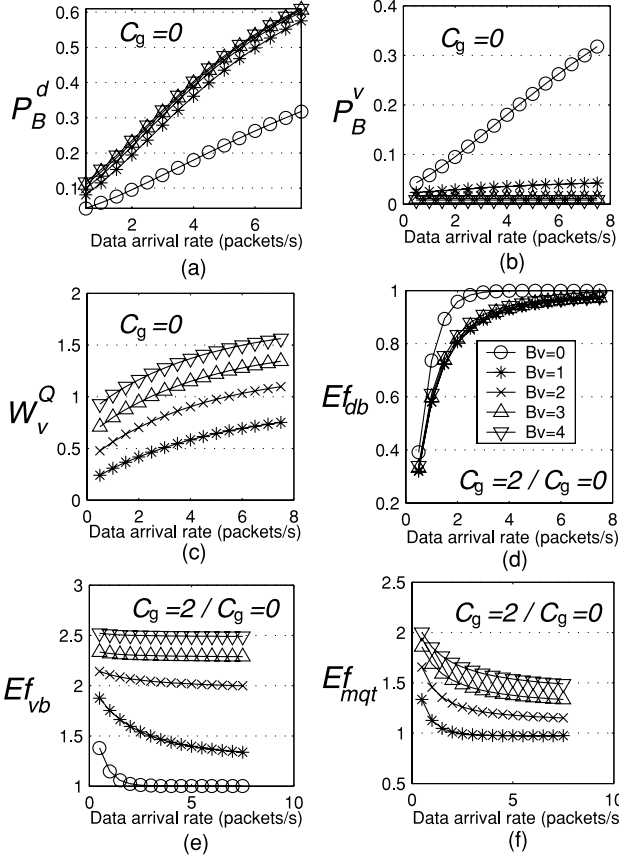 0.6
0.5
0.4
0.3
0.2
0.1
C_g=0
P_B^d
2 4 6
Data arrival rate (packets/s)
(a)
0.4
0.3
0.2
0.1
0
C_g=0
P_B^v
0 2 4 6 8
Data arrival rate (packets/s)
(b)
2
1.5
1
0.5
0
C_g=0
W_v^Q
0 2 4 6 8
Data arrival rate (packets/s)
(c)
1
0.8
0.6
0.4
0.2
Ef_db
Bv=0
Bv=1
Bv=2
Bv=3
Bv=4
C_g=2 / C_g=0
0 2 4 6 8
Data arrival rate (packets/s)
(d)
3
2.5
2
1.5
1
C_g=2 / C_g=0
Ef_vb
0 5 10
Data arrival rate (packets/s)
(e)
2.5
2
1.5
1
0.5
C_g=2 / C_g=0
Ef_mqt
0 5 10
Data arrival rate (packets/s)
(f)